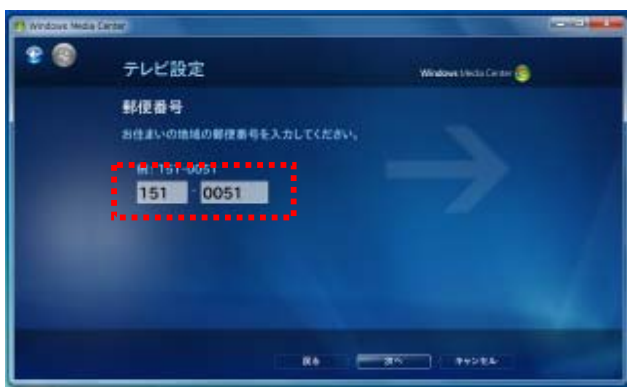 Windows Media Center
テレビ設定
Windows Media Center
郵便番号
お住まいの地域の郵便番号を入力してください。
例 : 151-0051
151 - 0051
戻る 次へ キャンセル